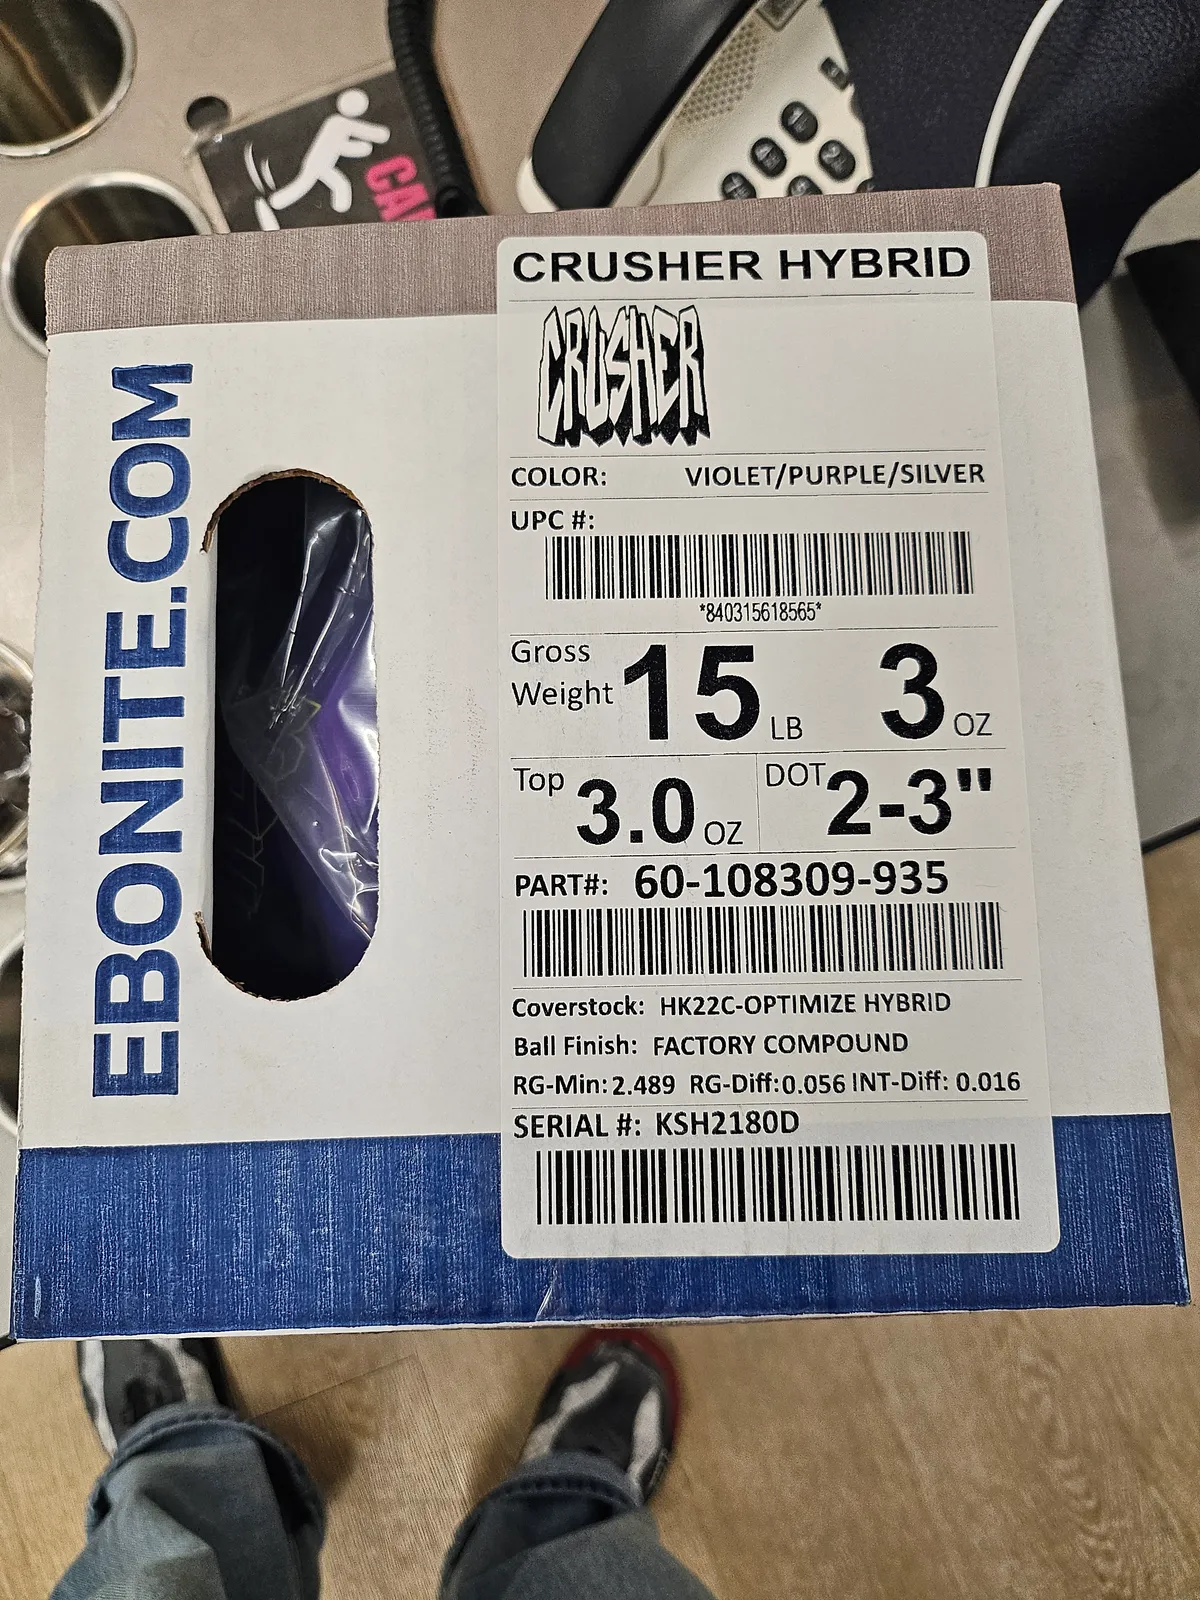 CRUSHER HYBRID
CRUSHER
COLOR: VIOLET/PURPLE/SILVER
UPC #:
*840315618565*
Gross Weight 15 LB 3 OZ
Top 3.0 OZ DOT 2-3"
PART#: 60-108309-935
Coverstock: HK22C-OPTIMIZE HYBRID
Ball Finish: FACTORY COMPOUND
RG-Min: 2.489 RG-Diff: 0.056 INT-Diff: 0.016
SERIAL #: KSH2180D
EBONITE.COM